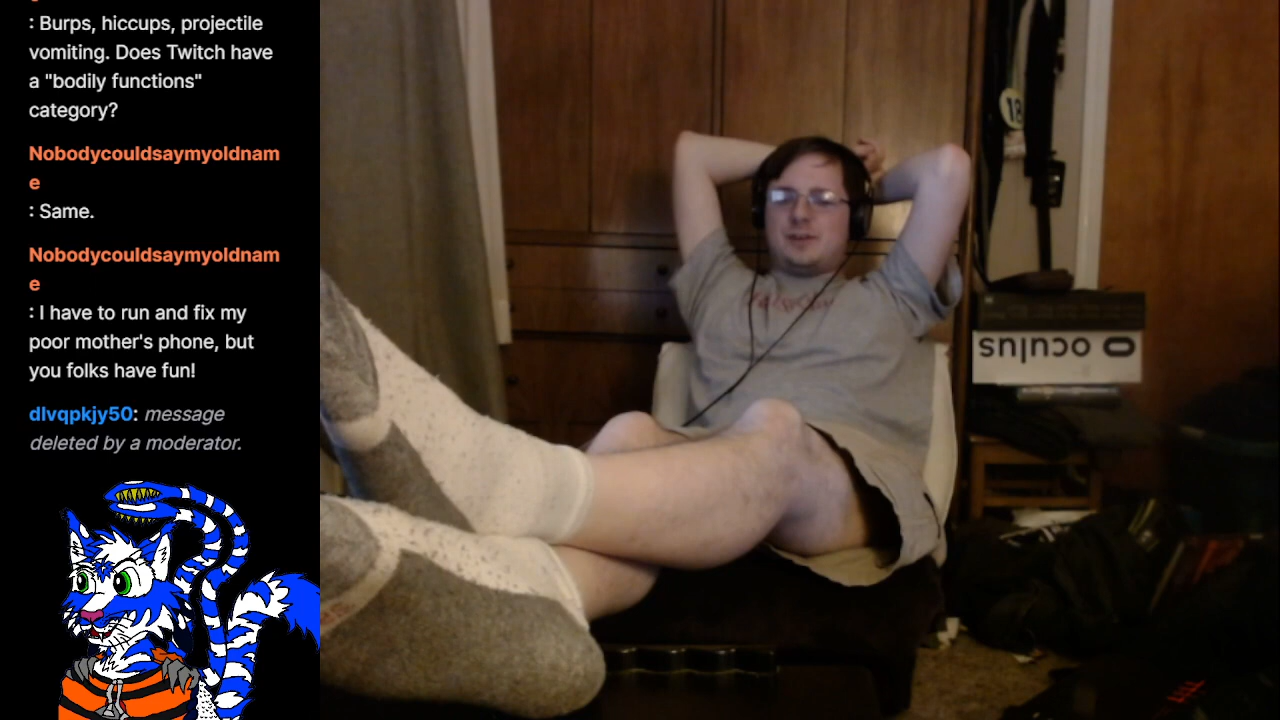 : Burps, hiccups, projectile
vomiting. Does Twitch have
a "bodily functions"
category?
Nobodycouldsaymyoldnam
e
: Same.
Nobodycouldsaymyoldnam
e
: I have to run and fix my
poor mother's phone, but
you folks have fun!
dlvqpkjy50: message
deleted by a moderator.
18
oculus